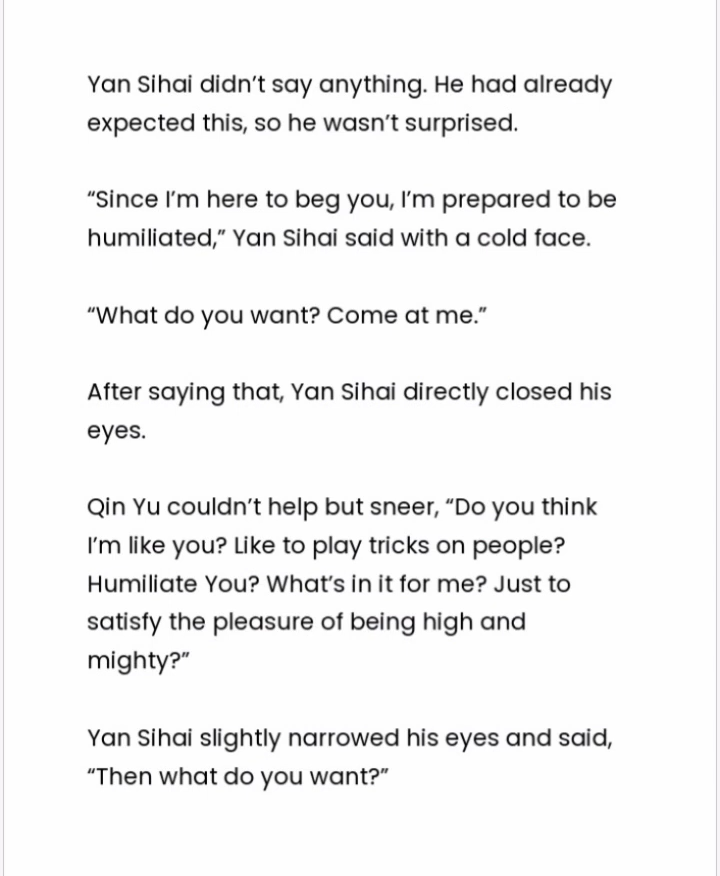 Yan Sihai didn’t say anything. He had already
expected this, so he wasn’t surprised.
“Since I’m here to beg you, I’m prepared to be
humiliated,” Yan Sihai said with a cold face.
“What do you want? Come at me.”
After saying that, Yan Sihai directly closed his
eyes.
Qin Yu couldn’t help but sneer, “Do you think
I’m like you? Like to play tricks on people?
Humiliate You? What’s in it for me? Just to
satisfy the pleasure of being high and
mighty?”
Yan Sihai slightly narrowed his eyes and said,
“Then what do you want?”